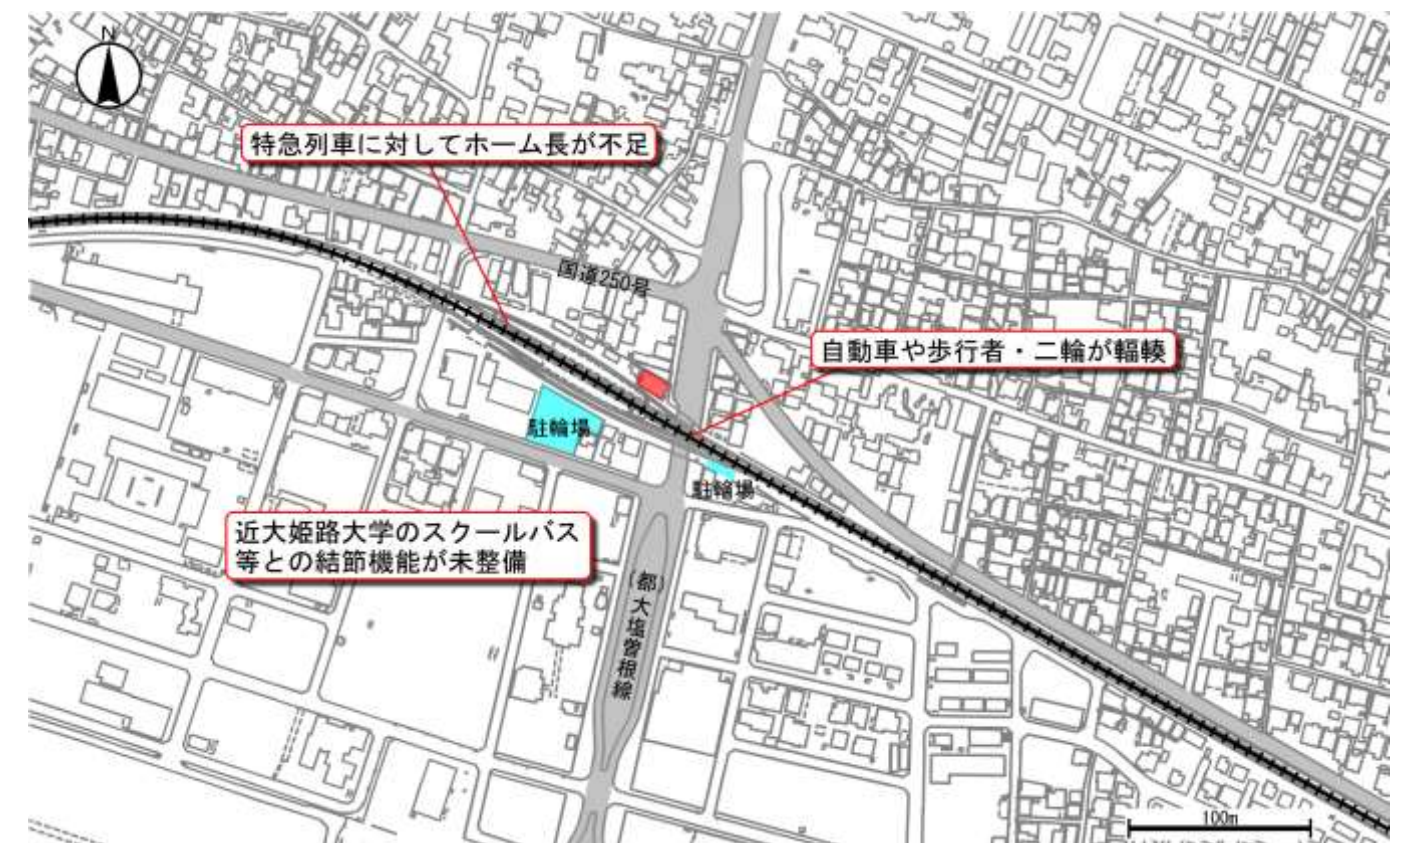 N
特急列車に対してホーム長が不足
国道250号
自動車や歩行者・二輪が輻輳
駐輪場
駐輪場
近大姫路大学のスクールバス
等との結節機能が未整備
(都)大塩曽根線
100m